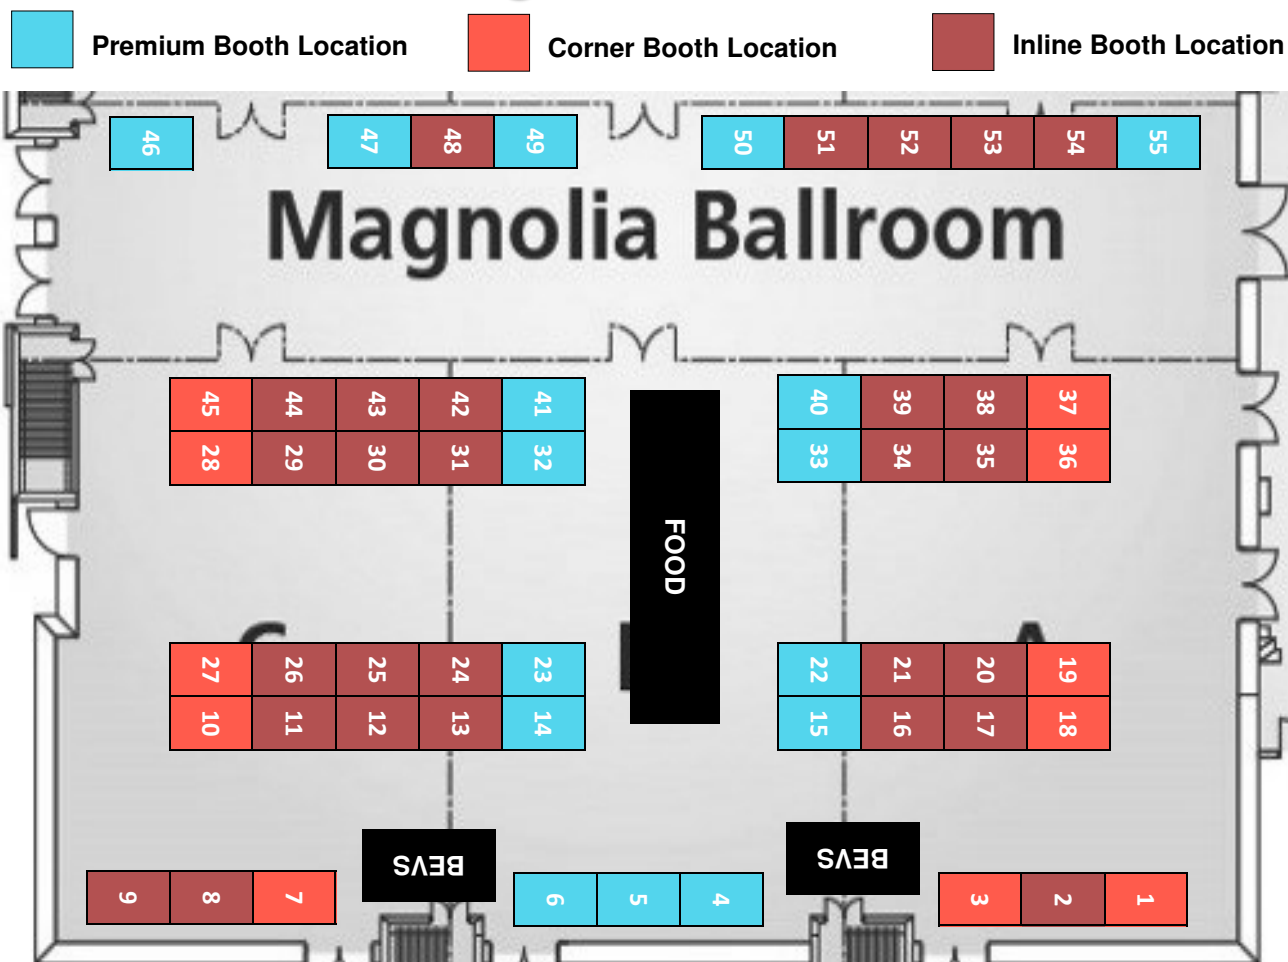 Premium Booth Location
Corner Booth Location
Inline Booth Location
46 47 48 49 50 51 52 53 54 55
Magnolia Ballroom
45 44 43 42 41 40 39 38 37
28 29 30 31 32 33 34 35 36
FOOD
C A
27 26 25 24 23 22 21 20 19
10 11 12 13 14 15 16 17 18
BEVS BEVS
9 8 7 6 5 4 3 2 1